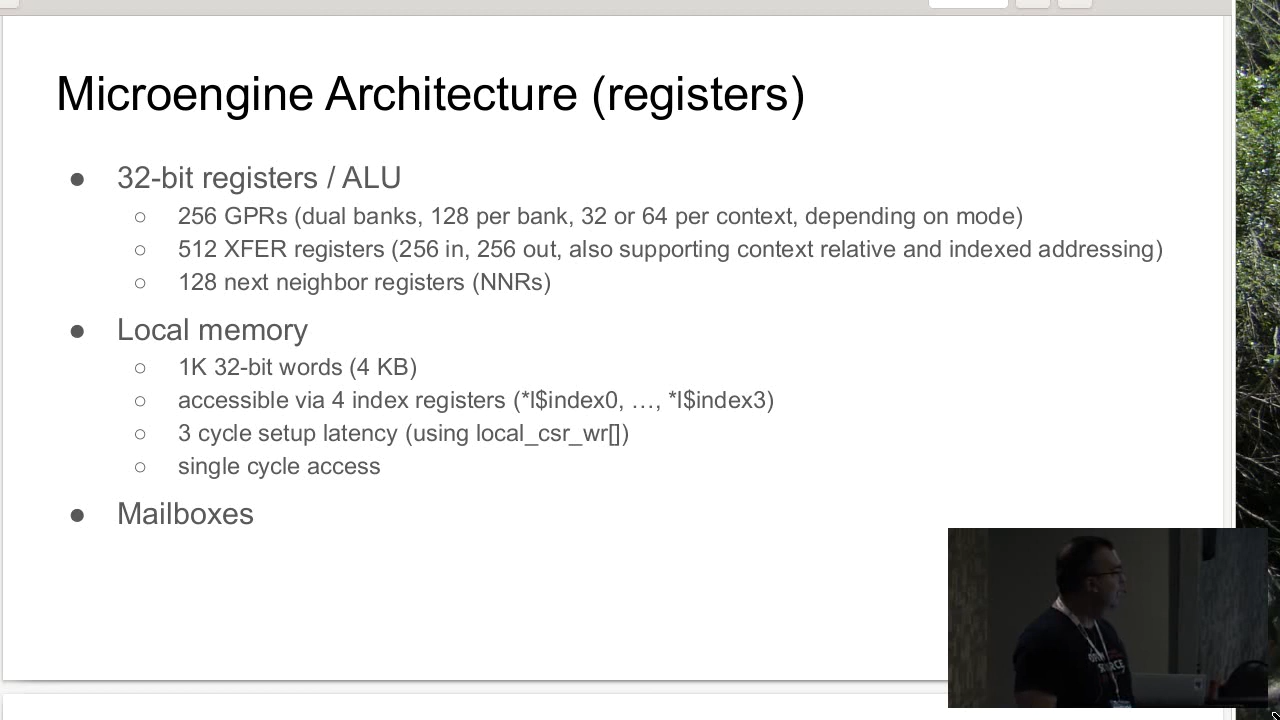 Microengine Architecture (registers)
● 32-bit registers / ALU
○ 256 GPRs (dual banks, 128 per bank, 32 or 64 per context, depending on mode)
○ 512 XFER registers (256 in, 256 out, also supporting context relative and indexed addressing)
○ 128 next neighbor registers (NNRs)
● Local memory
○ 1K 32-bit words (4 KB)
○ accessible via 4 index registers (*l$index0, …, *l$index3)
○ 3 cycle setup latency (using local_csr_wr[])
○ single cycle access
● Mailboxes